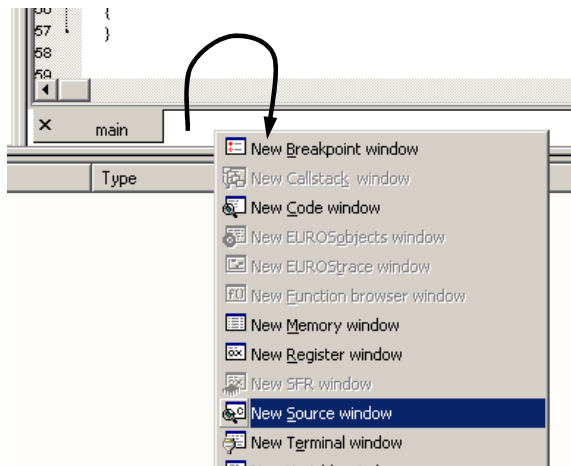 57 }
{
58
59
× main
Type
New Breakpoint window
New Callstack window
New Code window
New EUROSobjects window
New EUROStrace window
New Function browser window
New Memory window
New Register window
New SFR window
New Source window
New Terminal window